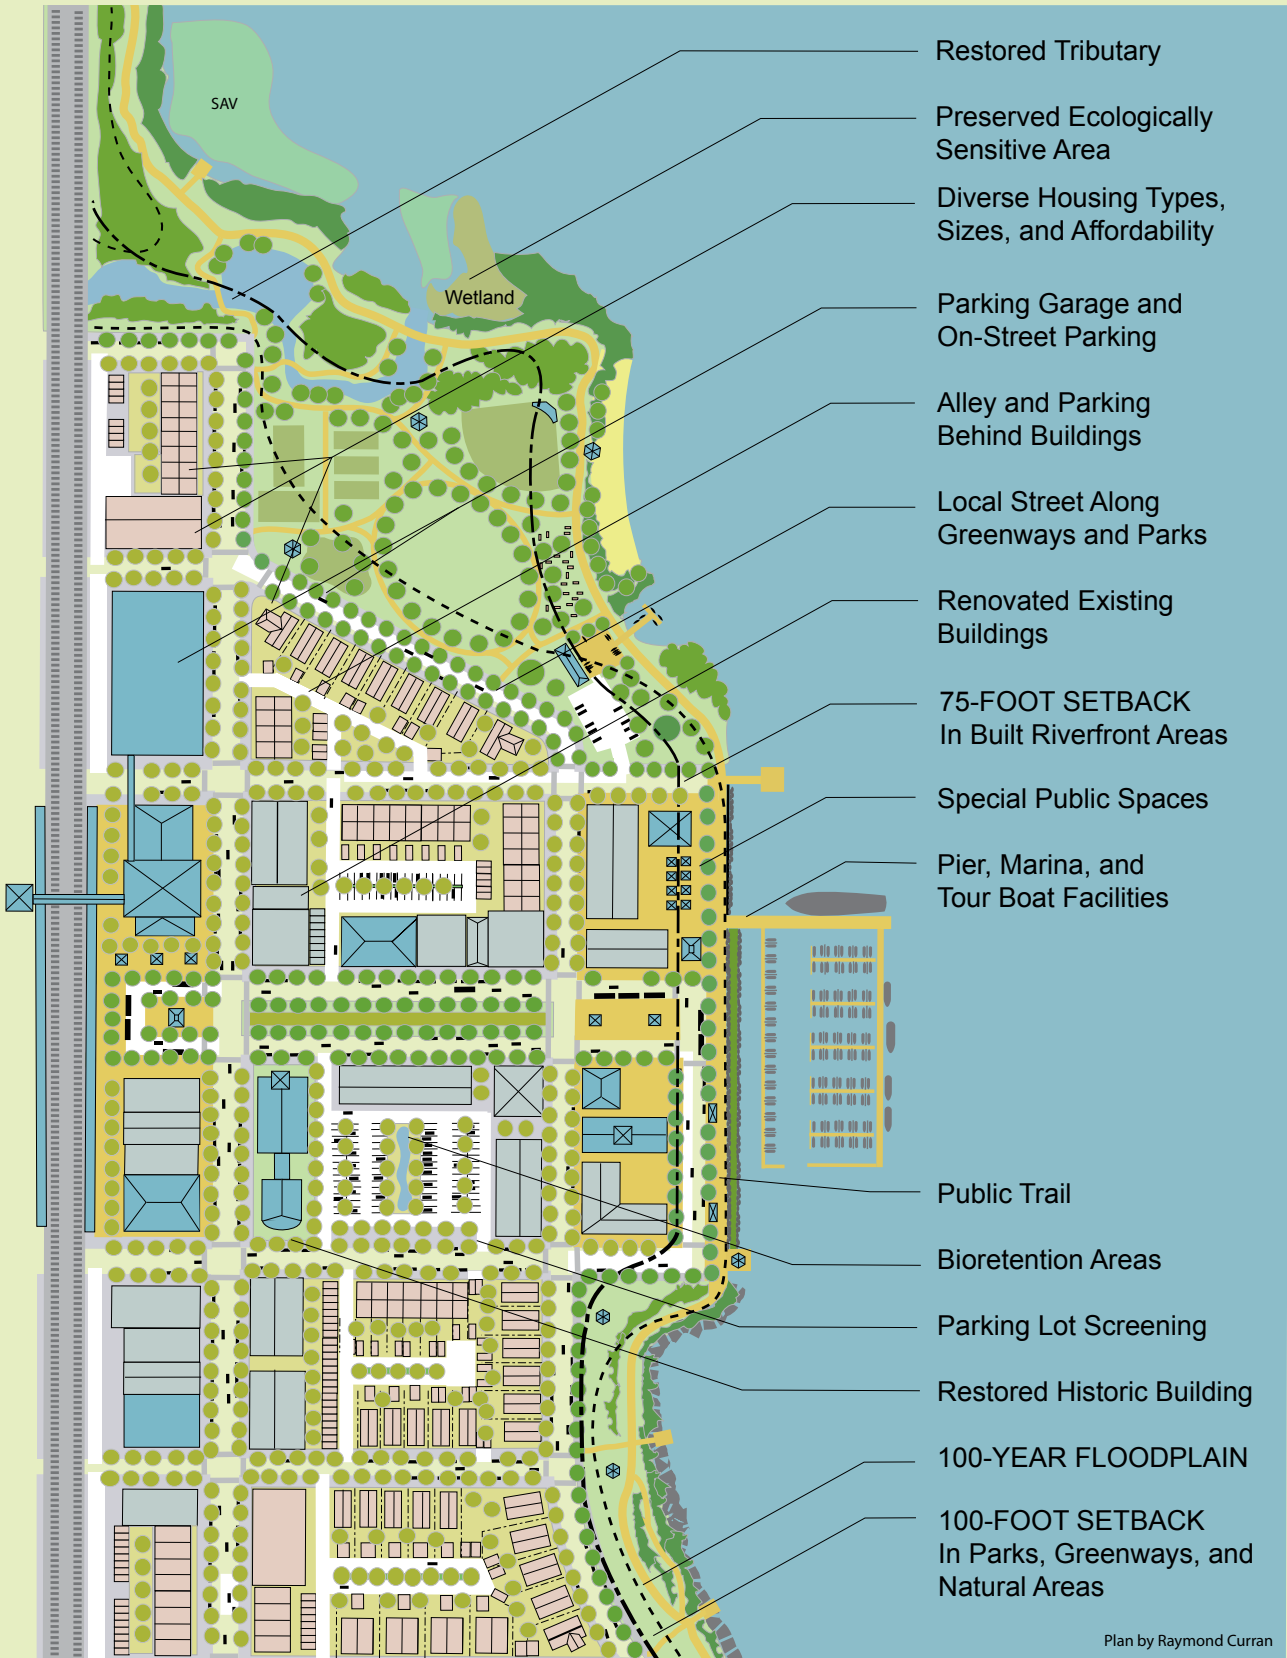 Restored Tributary
SAV
Preserved Ecologically
Sensitive Area
Diverse Housing Types,
Sizes, and Affordability
Wetland
Parking Garage and
On-Street Parking
Alley and Parking
Behind Buildings
Local Street Along
Greenways and Parks
Renovated Existing
Buildings
75-FOOT SETBACK
In Built Riverfront Areas
Special Public Spaces
Pier, Marina, and
Tour Boat Facilities
Public Trail
Bioretention Areas
Parking Lot Screening
Restored Historic Building
100-YEAR FLOODPLAIN
100-FOOT SETBACK
In Parks, Greenways, and
Natural Areas
Plan by Raymond Curran